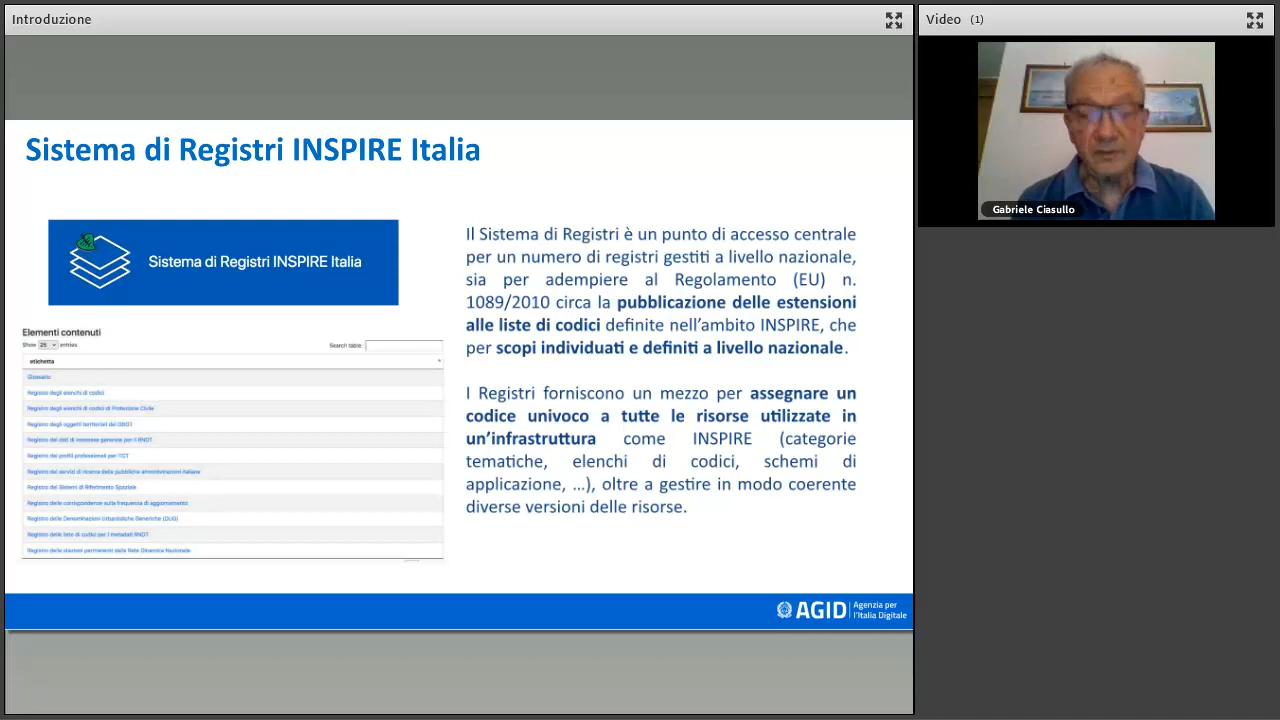 Introduzione
Video (1)
Gabriele Ciasullo
Sistema di Registri INSPIRE Italia
Sistema di Registri INSPIRE Italia
Elementi contenuti
Show 25 entries
Search table:
etichetta
Glossario
Registro degli elenchi di codici
Registro degli elenchi di codici di Protezione Civile
Registro degli oggetti territoriali dei DBGT
Registro dei dati di interesse generale per il RNDT
Registro dei profili professionali per l'ICT
Registro dei servizi di ricerca delle pubbliche amministrazioni italiane
Registro dei Sistemi di Riferimento Spaziale
Registro delle corrispondenze sulla frequenza di aggiornamento
Registro delle Denominazioni Urbanistiche Generiche (DUG)
Registro delle liste di codici per i metadati RNDT
Registro delle stazioni permanenti della Rete Dinamica Nazionale
Il Sistema di Registri è un punto di accesso centrale
per un numero di registri gestiti a livello nazionale,
sia per adempiere al Regolamento (EU) n.
1089/2010 circa la pubblicazione delle estensioni
alle liste di codici definite nell'ambito INSPIRE, che
per scopi individuati e definiti a livello nazionale.
I Registri forniscono un mezzo per assegnare un
codice univoco a tutte le risorse utilizzate in
un'infrastruttura come INSPIRE (categorie
tematiche, elenchi di codici, schemi di
applicazione, …), oltre a gestire in modo coerente
diverse versioni delle risorse.
AGID
Agenzia per
l'Italia Digitale